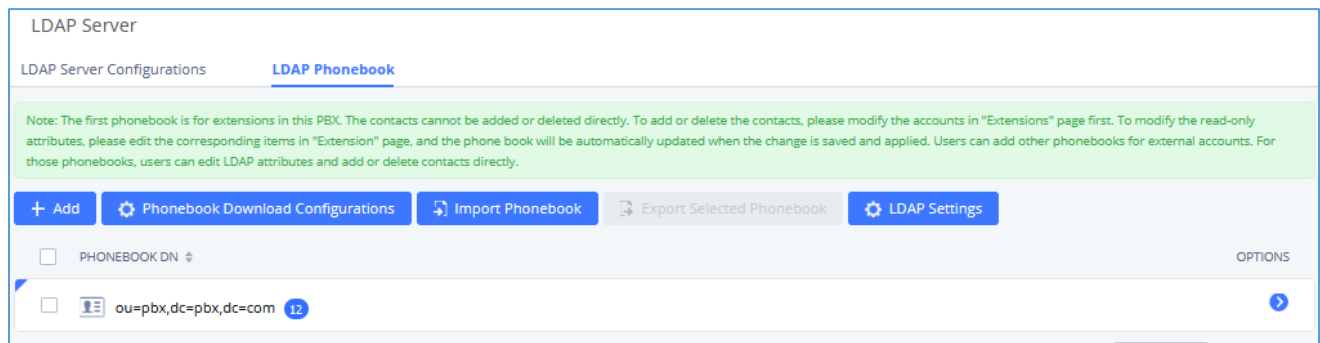 LDAP Server
LDAP Server Configurations LDAP Phonebook
Note: The first phonebook is for extensions in this PBX. The contacts cannot be added or deleted directly. To add or delete the contacts, please modify the accounts in "Extensions" page first. To modify the read-only
attributes, please edit the corresponding items in "Extension" page, and the phone book will be automatically updated when the change is saved and applied. Users can add other phonebooks for external accounts. For
those phonebooks, users can edit LDAP attributes and add or delete contacts directly.
+ Add Phonebook Download Configurations Import Phonebook Export Selected Phonebook LDAP Settings
PHONEBOOK DN OPTIONS
ou=pbx,dc=pbx,dc=com 12